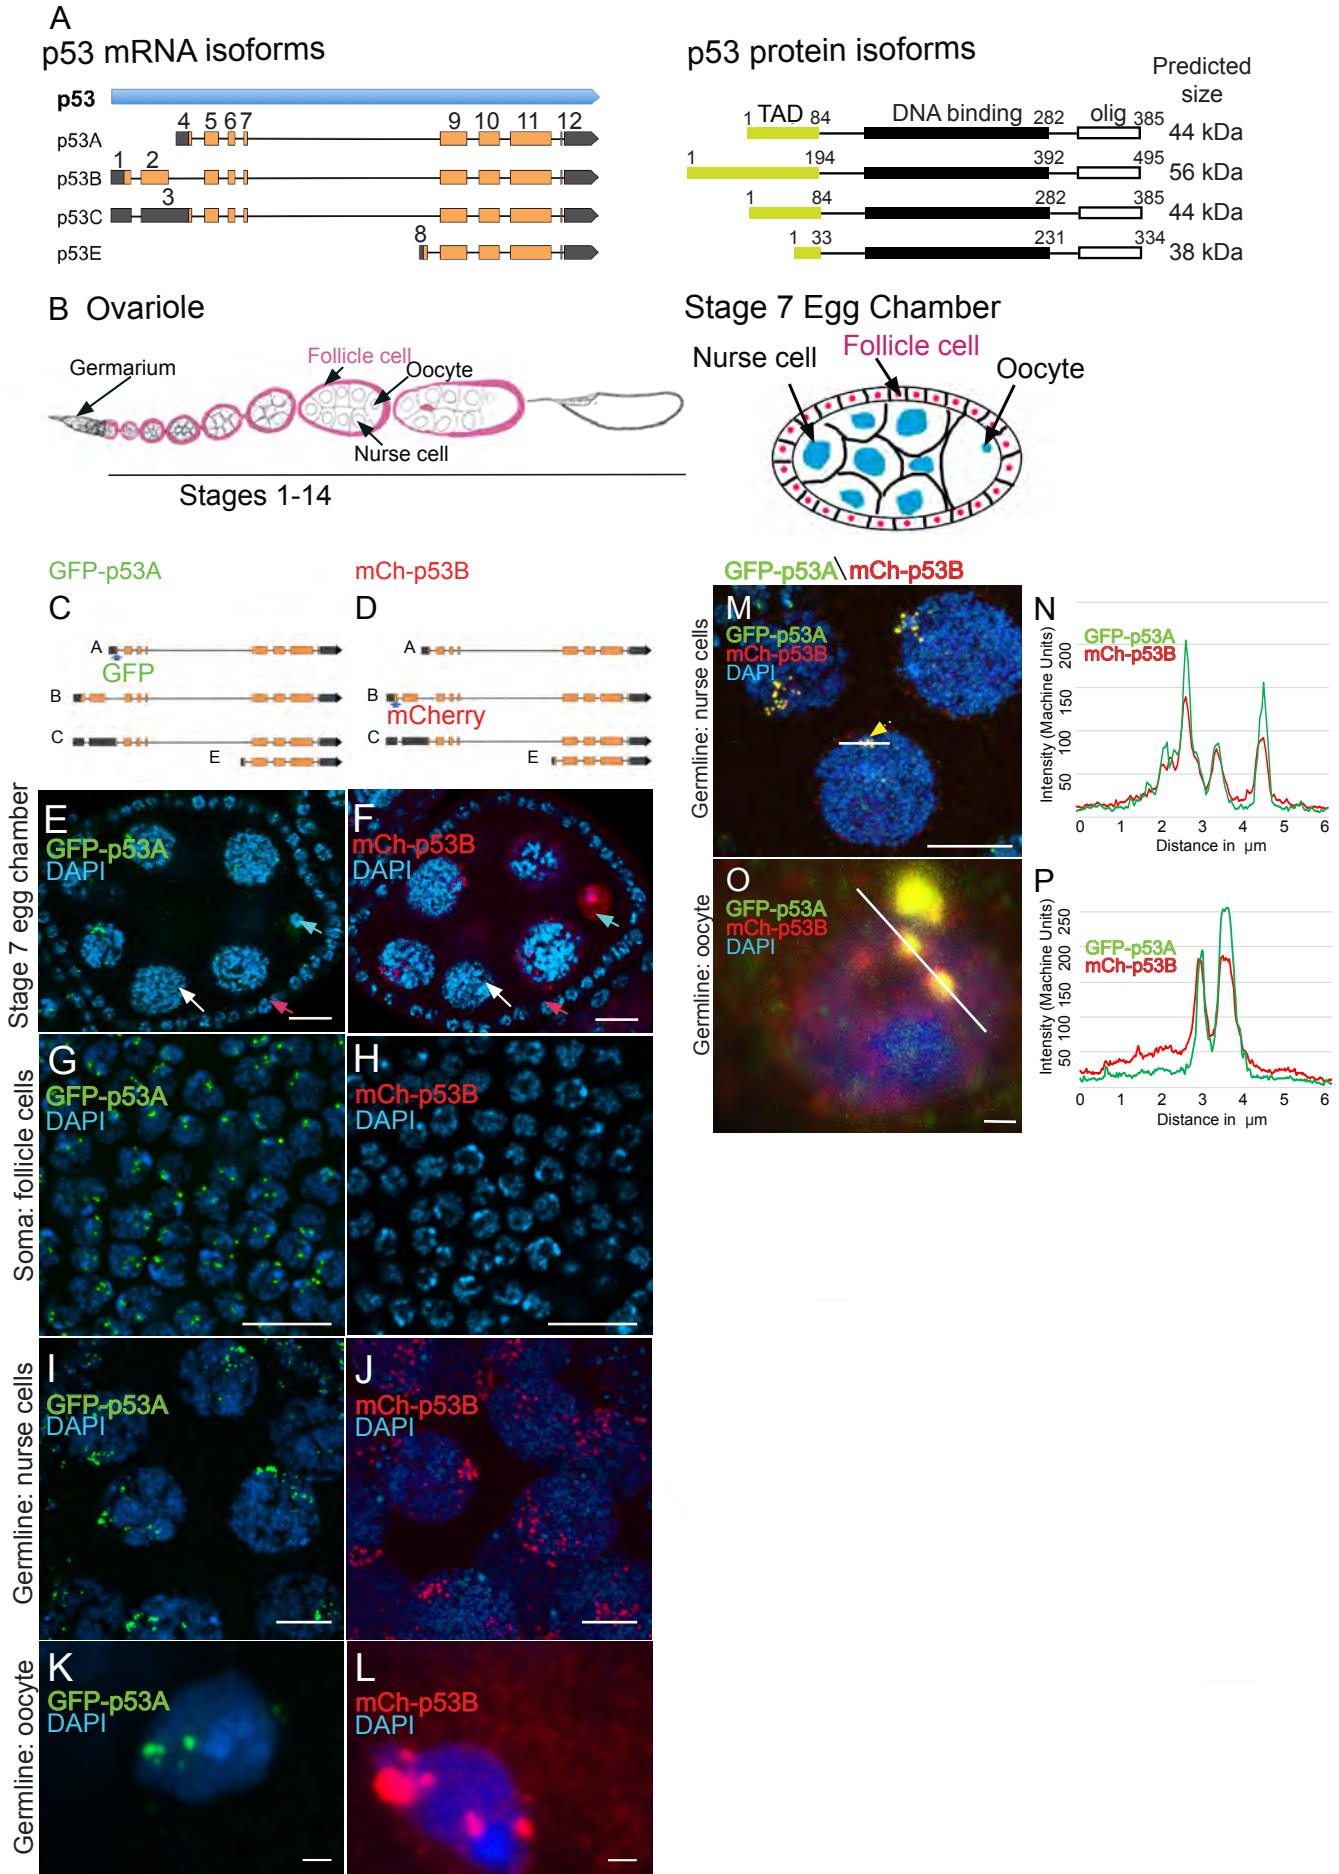 A
p53 mRNA isoforms
p53
4 5 6 7 9 10 11 12
p53A
1 2
p53B
3
p53C
8
p53E
p53 protein isoforms
Predicted
size
TAD DNA binding olig
1 84 282 385
44 kDa
1 194 392 495
56 kDa
1 84 282 385
44 kDa
1 33 231 334
38 kDa
B Ovariole
Germarium
Follicle cell
Oocyte
Nurse cell
Stages 1-14
Stage 7 Egg Chamber
Nurse cell
Follicle cell
Oocyte
GFP-p53A
C
A
GFP
B
C
E
mCh-p53B
D
A
B
mCherry
C
E
Stage 7 egg chamber
E
GFP-p53A
DAPI
F
mCh-p53B
DAPI
Soma: follicle cells
G
GFP-p53A
DAPI
H
mCh-p53B
DAPI
Germline: nurse cells
I
GFP-p53A
DAPI
J
mCh-p53B
DAPI
Germline: oocyte
K
GFP-p53A
DAPI
L
mCh-p53B
DAPI
GFP-p53A\mCh-p53B
Germline: nurse cells
M
GFP-p53A
mCh-p53B
DAPI
N
GFP-p53A
mCh-p53B
Intensity (Machine Units)
50 100 150 200
0 1 2 3 4 5 6
Distance in µm
Germline: oocyte
O
GFP-p53A
mCh-p53B
DAPI
P
GFP-p53A
mCh-p53B
Intensity (Machine Units)
50 100 150 200 250
0 1 2 3 4 5 6
Distance in µm